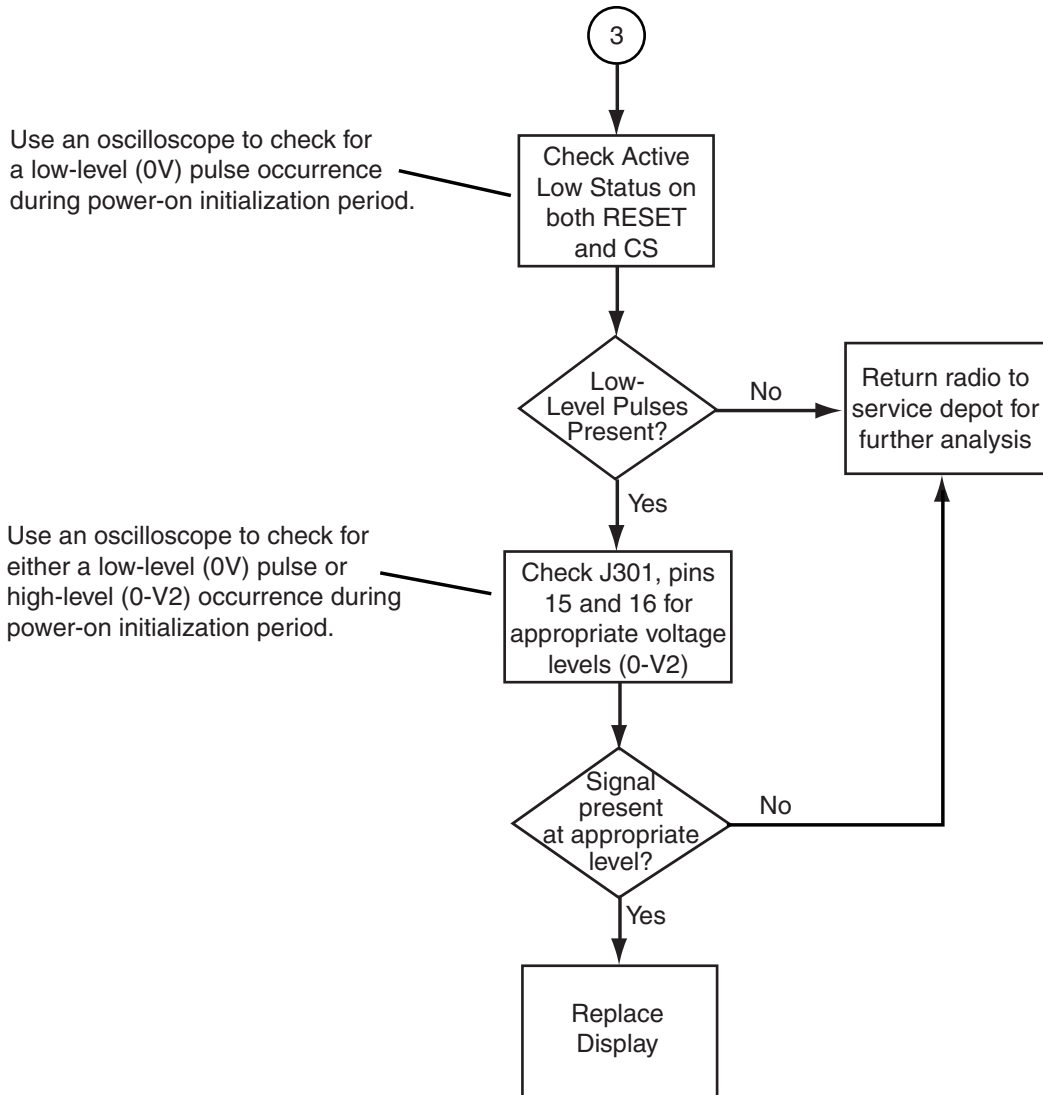 3
Use an oscilloscope to check for
a low-level (0V) pulse occurrence
during power-on initialization period.
Check Active
Low Status on
both RESET
and CS
Low-
Level Pulses
Present?
No
Return radio to
service depot for
further analysis
Yes
Use an oscilloscope to check for
either a low-level (0V) pulse or
high-level (0-V2) occurrence during
power-on initialization period.
Check J301, pins
15 and 16 for
appropriate voltage
levels (0-V2)
Signal
present
at appropriate
level?
No
Yes
Replace
Display